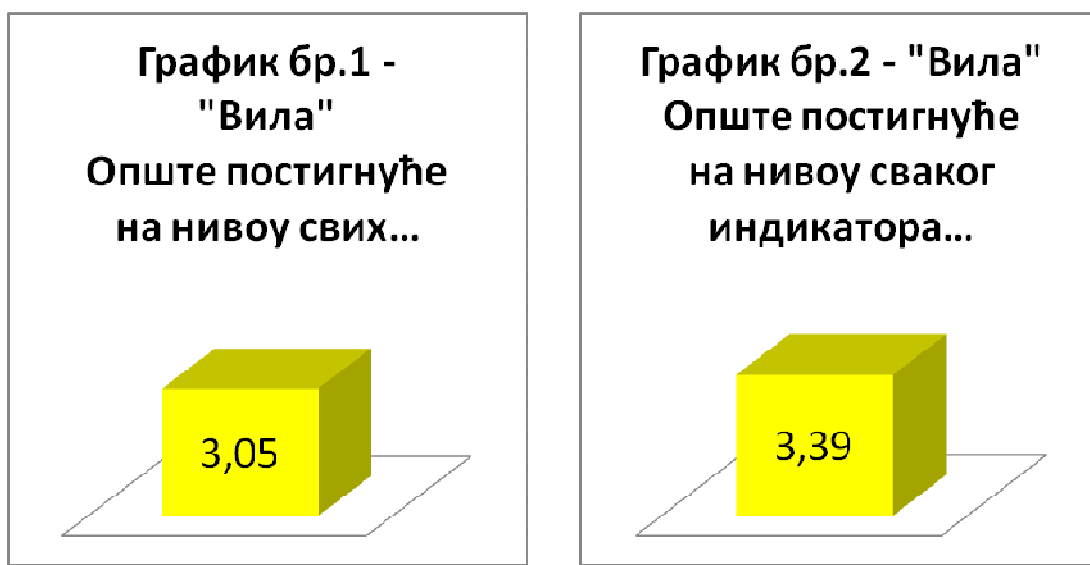 График бр.1 -
"Вила"
Опште постигнуће
на нивоу свих...
3,05
График бр.2 - "Вила"
Опште постигнуће
на нивоу сваког
индикатора...
3,39